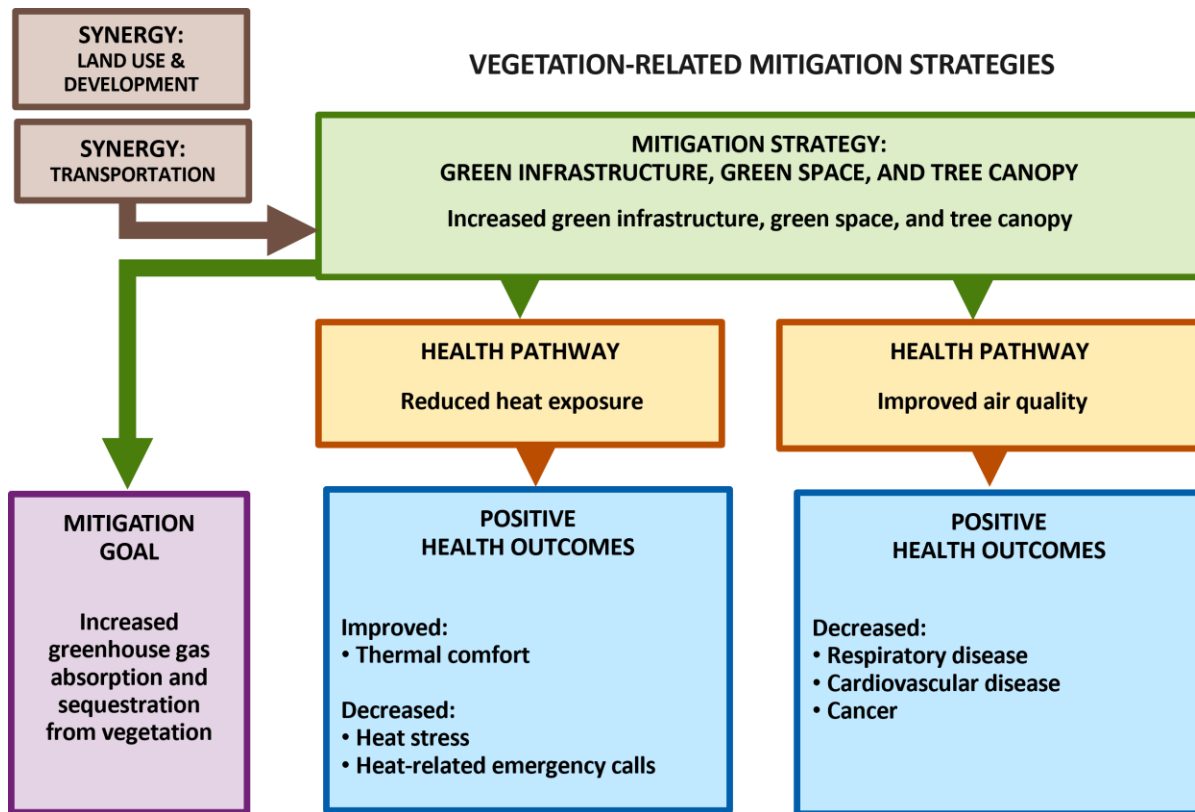 SYNERGY:
LAND USE &
DEVELOPMENT
SYNERGY:
TRANSPORTATION
VEGETATION-RELATED MITIGATION STRATEGIES
MITIGATION STRATEGY:
GREEN INFRASTRUCTURE, GREEN SPACE, AND TREE CANOPY
Increased green infrastructure, green space, and tree canopy
HEALTH PATHWAY
Reduced heat exposure
HEALTH PATHWAY
Improved air quality
MITIGATION
GOAL
Increased
greenhouse gas
absorption and
sequestration
from vegetation
POSITIVE
HEALTH OUTCOMES
Improved:
• Thermal comfort
Decreased:
• Heat stress
• Heat-related emergency calls
POSITIVE
HEALTH OUTCOMES
Decreased:
• Respiratory disease
• Cardiovascular disease
• Cancer